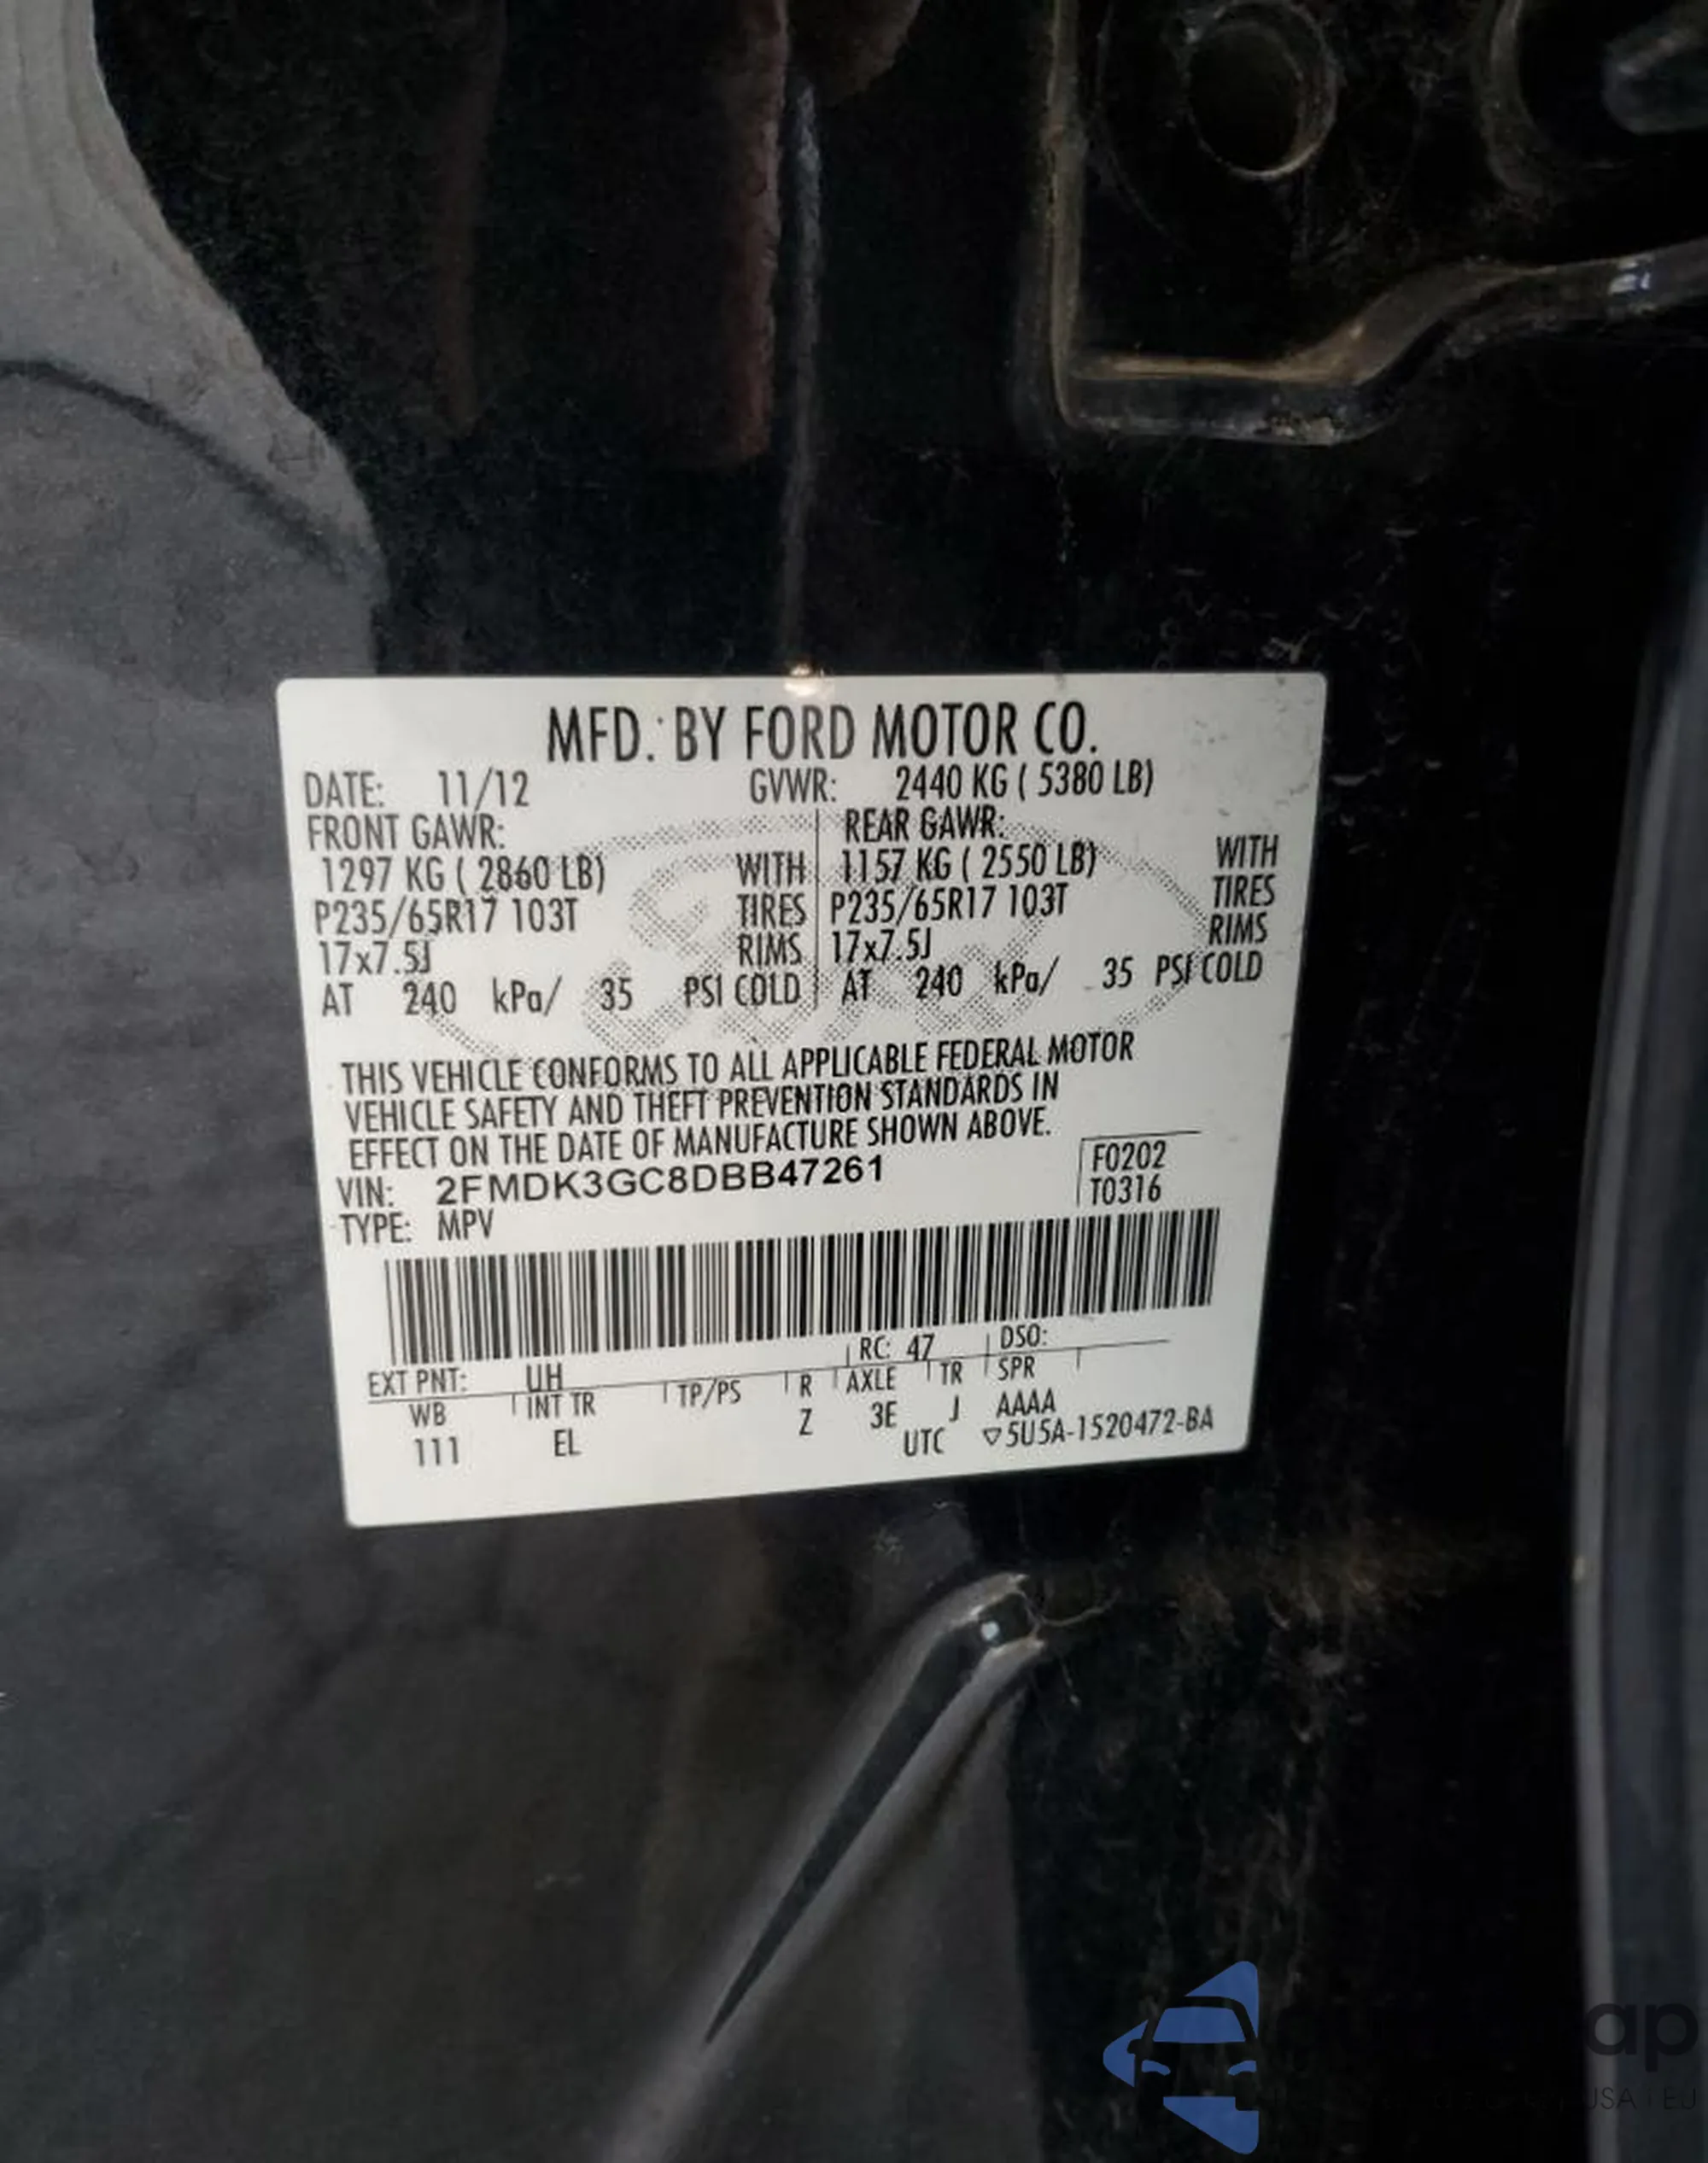 MFD. BY FORD MOTOR CO.
DATE: 11/12 GVWR: 2440 KG ( 5380 LB)
FRONT GAWR: REAR GAWR:
1297 KG ( 2860 LB) WITH 1157 KG ( 2550 LB) WITH
P235/65R17 103T TIRES P235/65R17 103T TIRES
17x7.5J RIMS 17x7.5J RIMS
AT 240 kPa/ 35 PSI COLD AT 240 kPa/ 35 PSI COLD
THIS VEHICLE CONFORMS TO ALL APPLICABLE FEDERAL MOTOR
VEHICLE SAFETY AND THEFT PREVENTION STANDARDS IN
EFFECT ON THE DATE OF MANUFACTURE SHOWN ABOVE.
VIN: 2FMDK3GC8DBB47261 F0202
TYPE: MPV T0316
EXT PNT: UH RC: 47 DSO:
WB INT TR TP/PS R AXLE TR SPR
111 EL Z 3E J AAAA
UTC ▽5U5A-1520472-BA